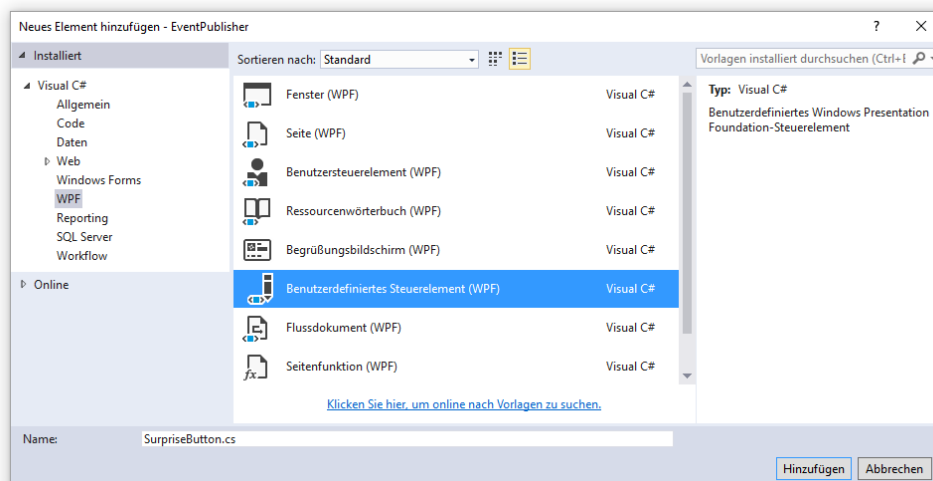 Neues Element hinzufügen - EventPublisher
?
Installiert
Visual C#
Allgemein
Code
Daten
Web
Windows Forms
WPF
Reporting
SQL Server
Workflow
Online
Sortieren nach: Standard
Fenster (WPF) Visual C#
Seite (WPF) Visual C#
Benutzersteuerelement (WPF) Visual C#
Ressourcenwörterbuch (WPF) Visual C#
Begrüßungsbildschirm (WPF) Visual C#
Benutzerdefiniertes Steuerelement (WPF) Visual C#
Flussdokument (WPF) Visual C#
Seitenfunktion (WPF) Visual C#
Klicken Sie hier, um online nach Vorlagen zu suchen.
Vorlagen installiert durchsuchen (Ctrl+E
Typ: Visual C#
Benutzerdefiniertes Windows Presentation
Foundation-Steuerelement
Name: SurpriseButton.cs
Hinzufügen Abbrechen